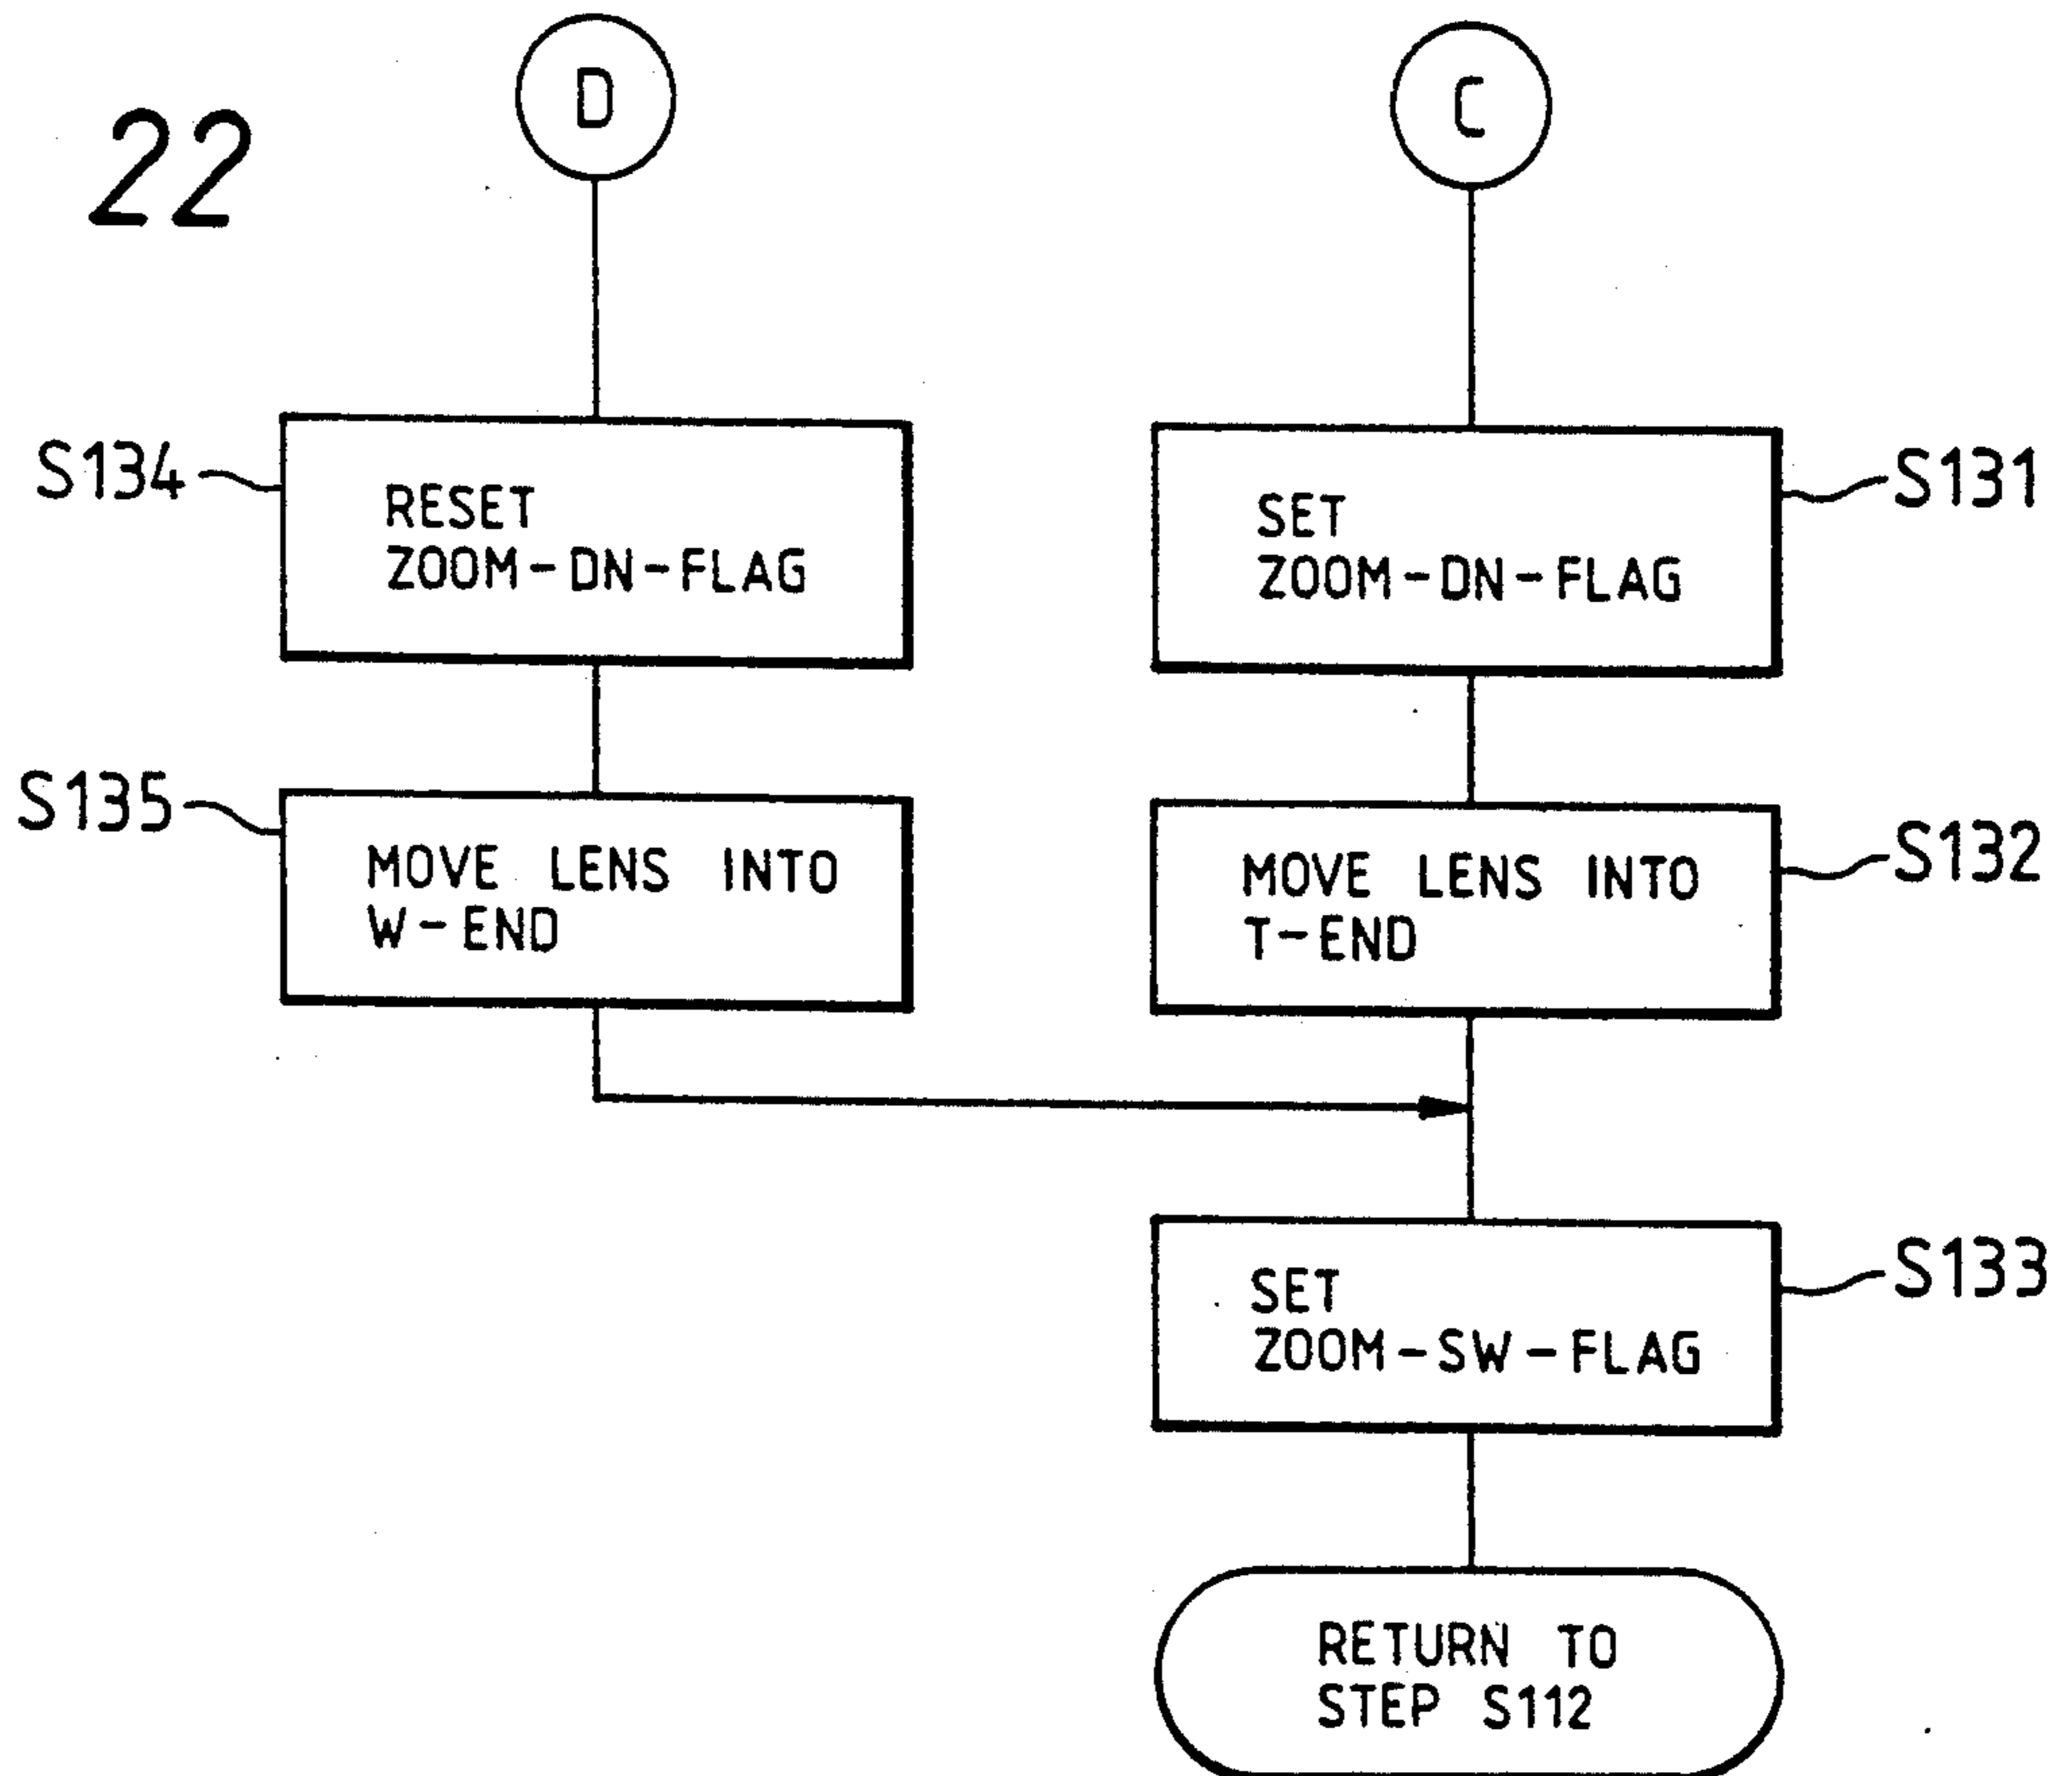 22
D
C
S134
RESET
ZOOM-DN-FLAG
SET
ZOOM-DN-FLAG
S131
S135
MOVE LENS INTO
W-END
MOVE LENS INTO
T-END
S132
SET
ZOOM-SW-FLAG
S133
RETURN TO
STEP S112